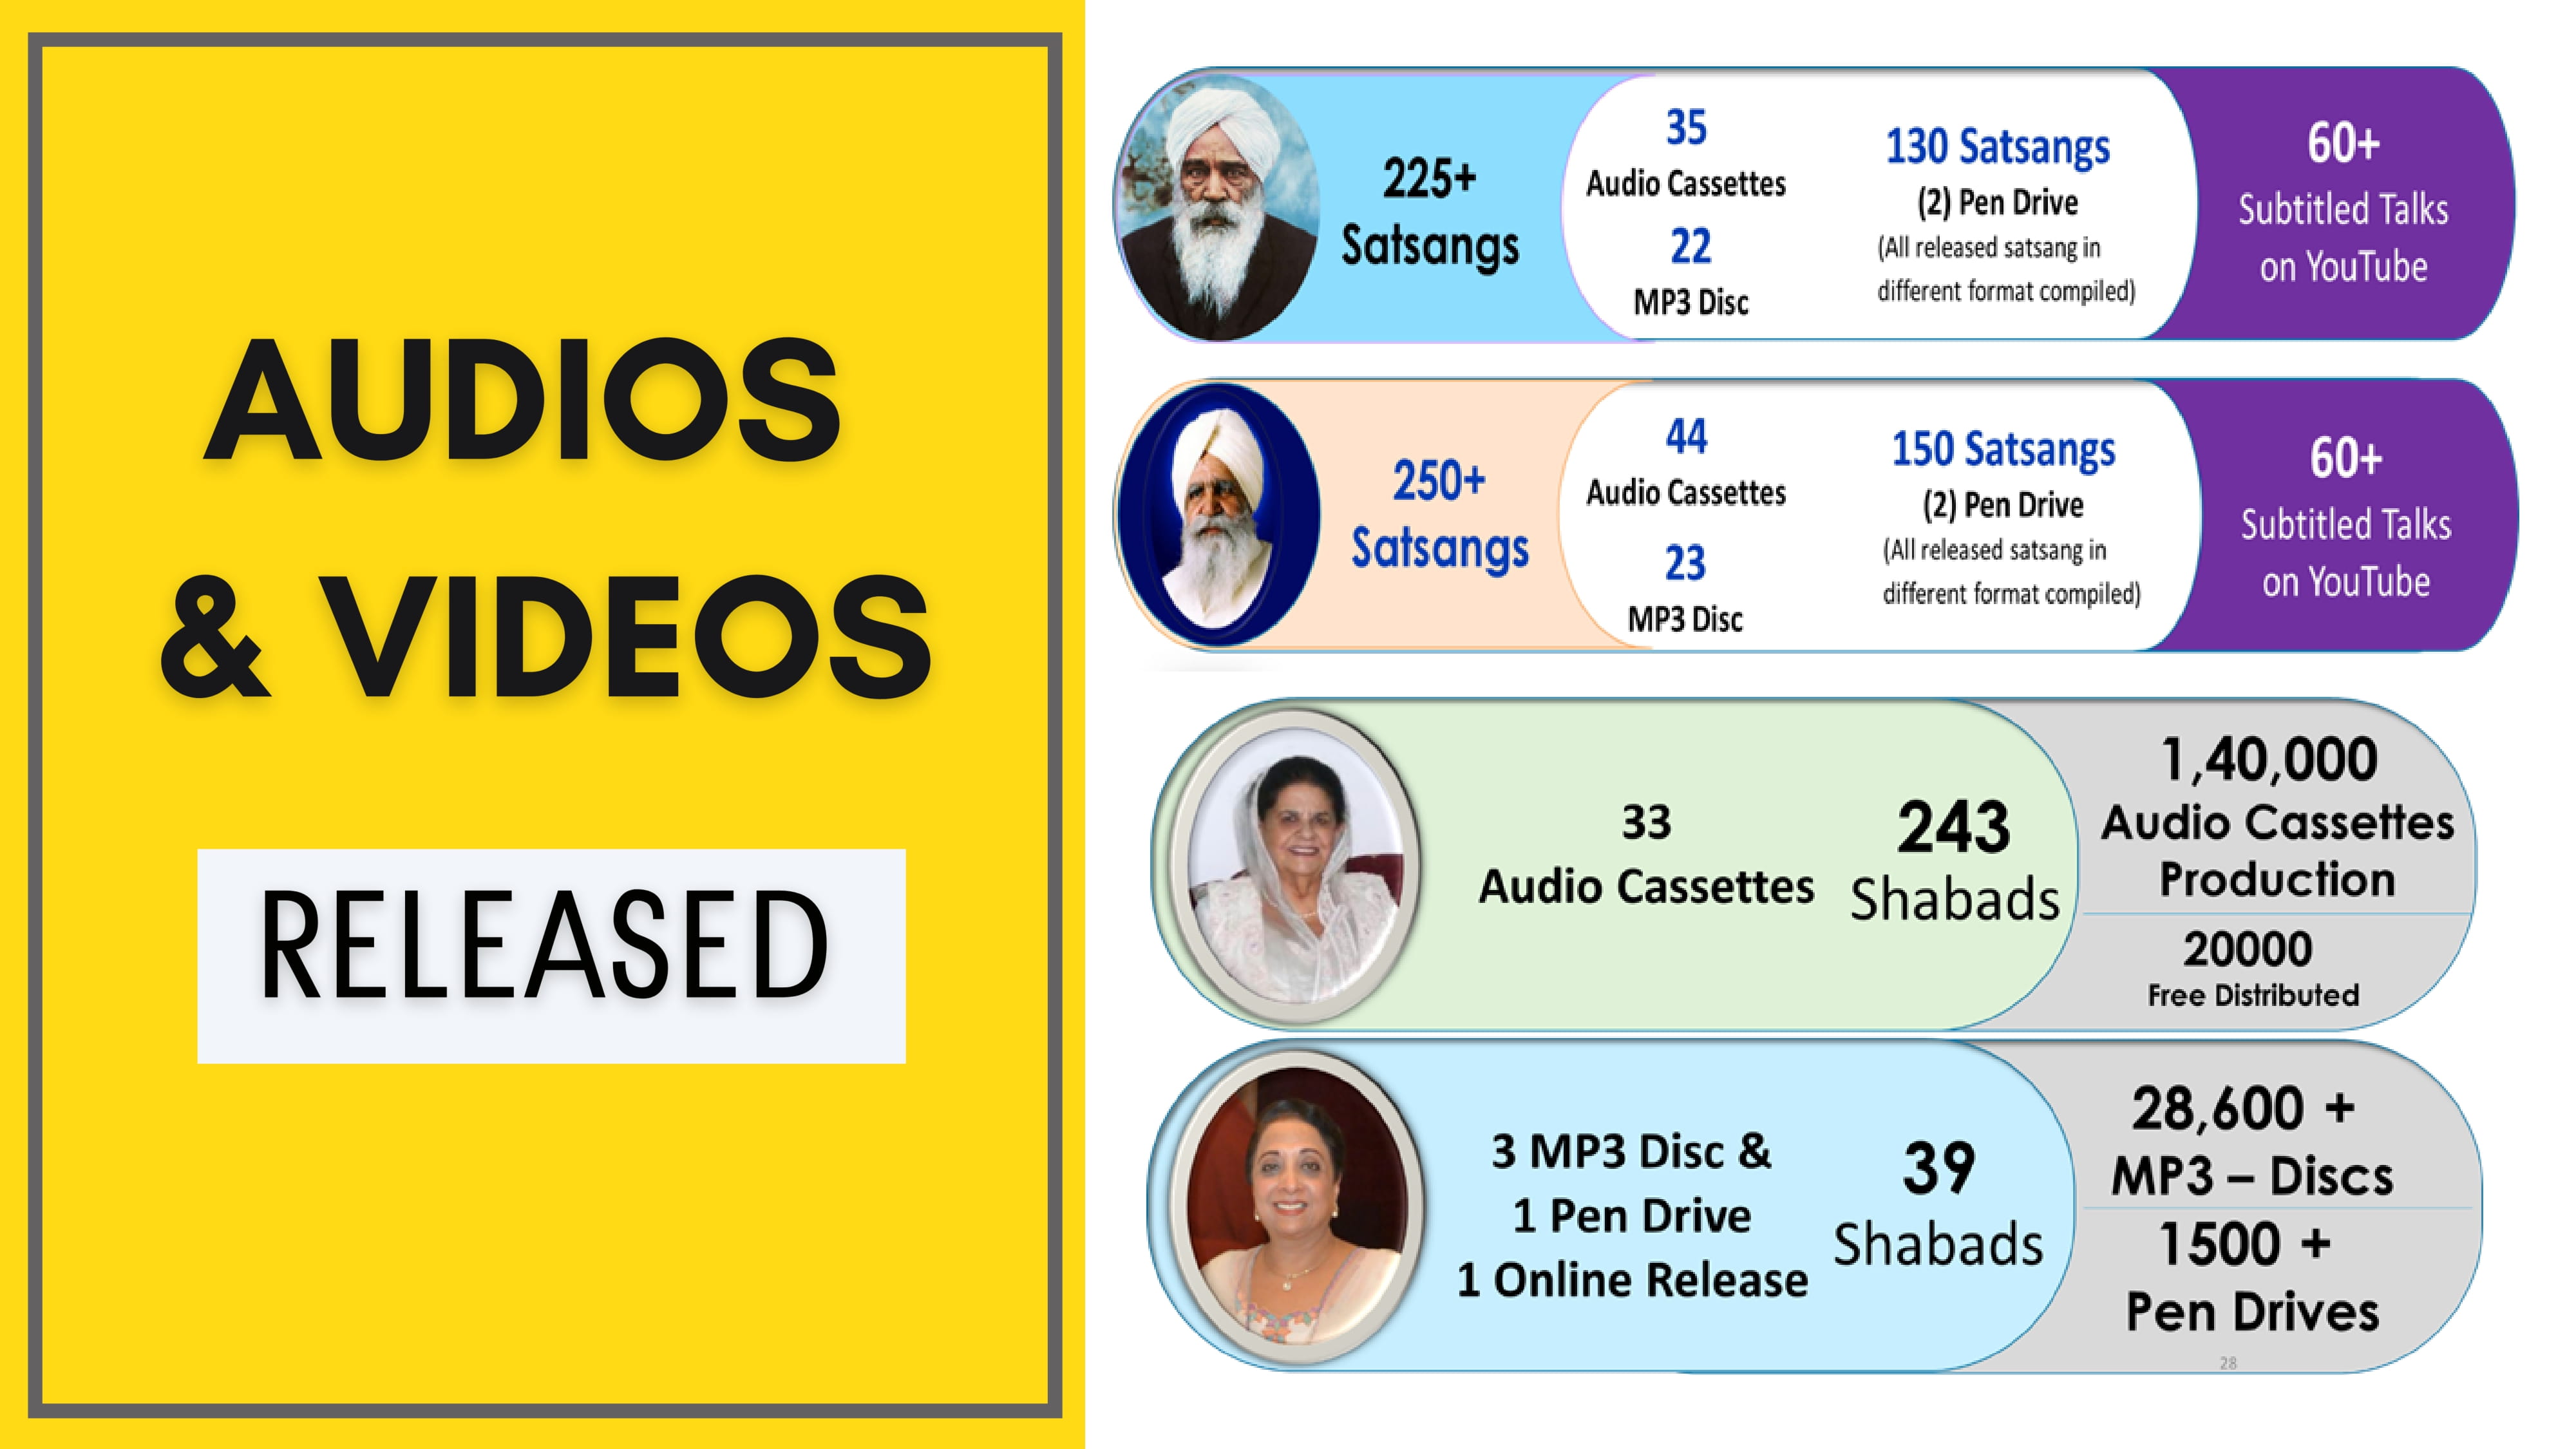 AUDIOS
& VIDEOS
RELEASED
225+
Satsangs
35
Audio Cassettes
22
MP3 Disc
130 Satsangs
(2) Pen Drive
(All released satsang in
different format compiled)
60+
Subtitled Talks
on YouTube
250+
Satsangs
44
Audio Cassettes
23
MP3 Disc
150 Satsangs
(2) Pen Drive
(All released satsang in
different format compiled)
60+
Subtitled Talks
on YouTube
33
Audio Cassettes
243
Shabads
1,40,000
Audio Cassettes
Production
20000
Free Distributed
3 MP3 Disc &
1 Pen Drive
1 Online Release
39
Shabads
28,600 +
MP3 – Discs
1500 +
Pen Drives
28